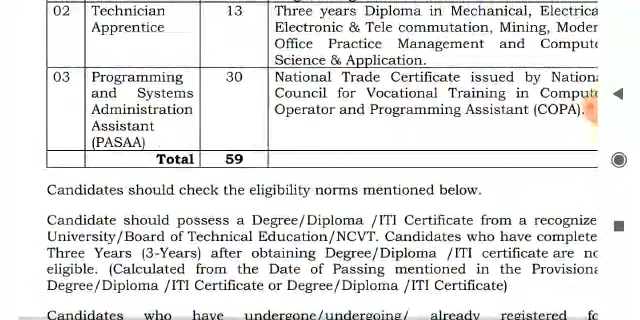 02 Technician 13 Three years Diploma in Mechanical, Electrica
Apprentice Electronic & Tele commutation, Mining, Moder
Office Practice Management and Compute
Science & Application.
03 Programming 30 National Trade Certificate issued by Nationa
and Systems Council for Vocational Training in Compute
Administration Operator and Programming Assistant (COPA).
Assistant
(PASAA)
Total 59
Candidates should check the eligibility norms mentioned below.
Candidate should possess a Degree/Diploma /ITI Certificate from a recognize
University/Board of Technical Education/NCVT. Candidates who have complete
Three Years (3-Years) after obtaining Degree/Diploma /ITI certificate are no
eligible. (Calculated from the Date of Passing mentioned in the Provisiona
Degree/Diploma /ITI Certificate or Degree/Diploma /ITI Certificate)
Candidates who have undergone/undergoing/ already registered fo